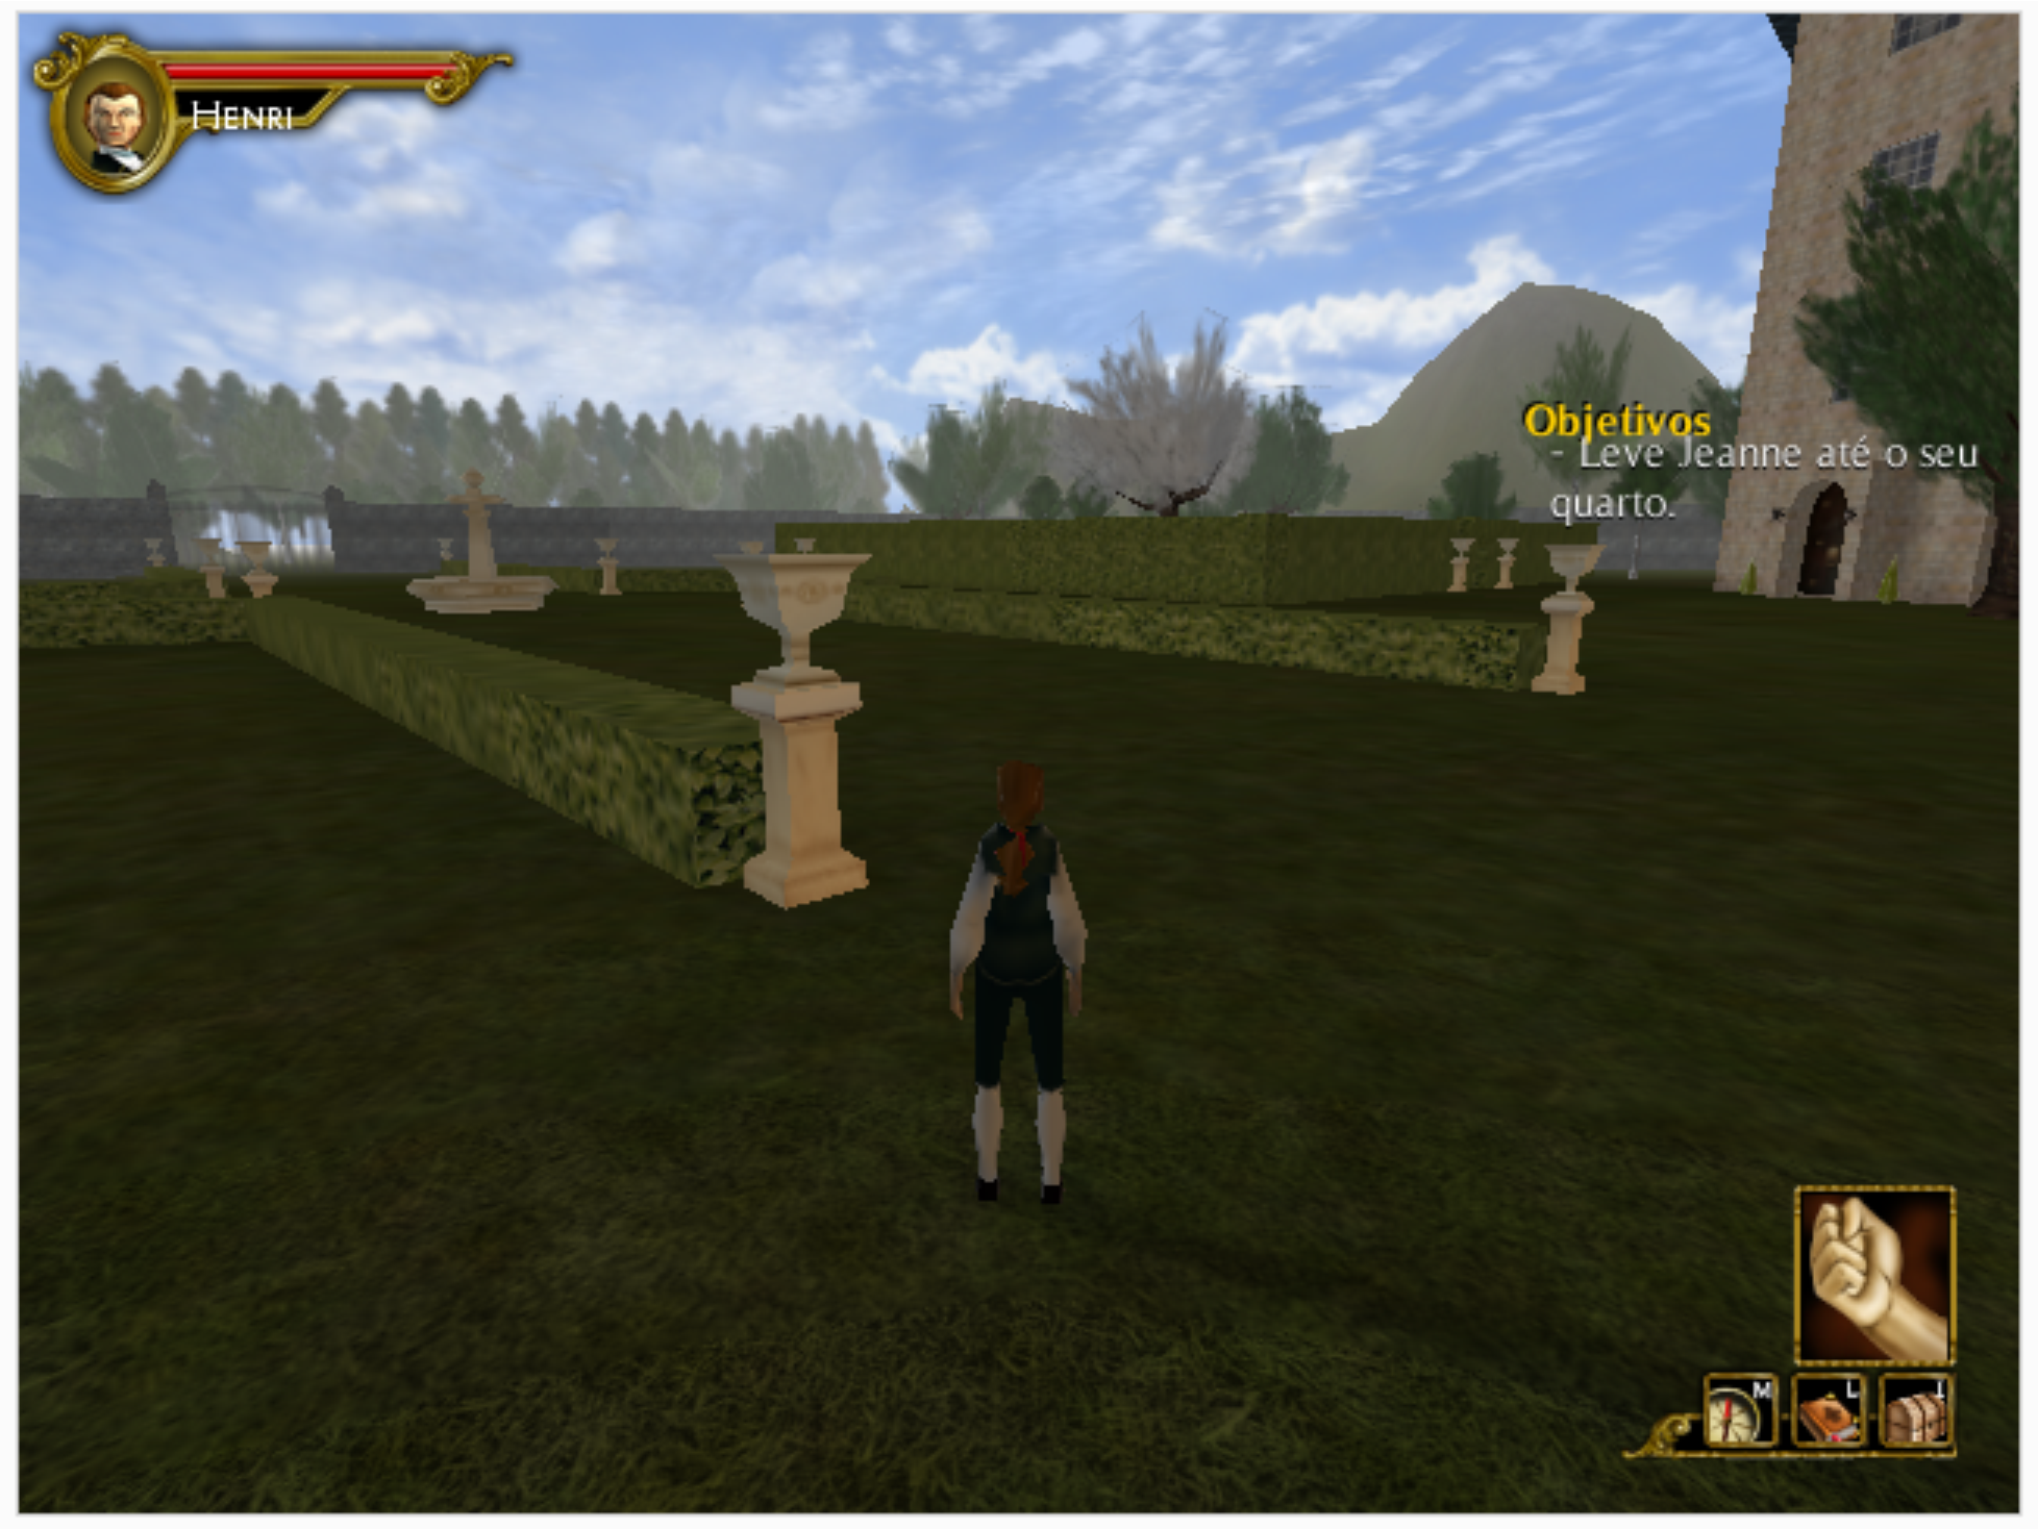 HENRI
Objetivos
- Leve Jeanne até o seu
quarto.
M
L
I